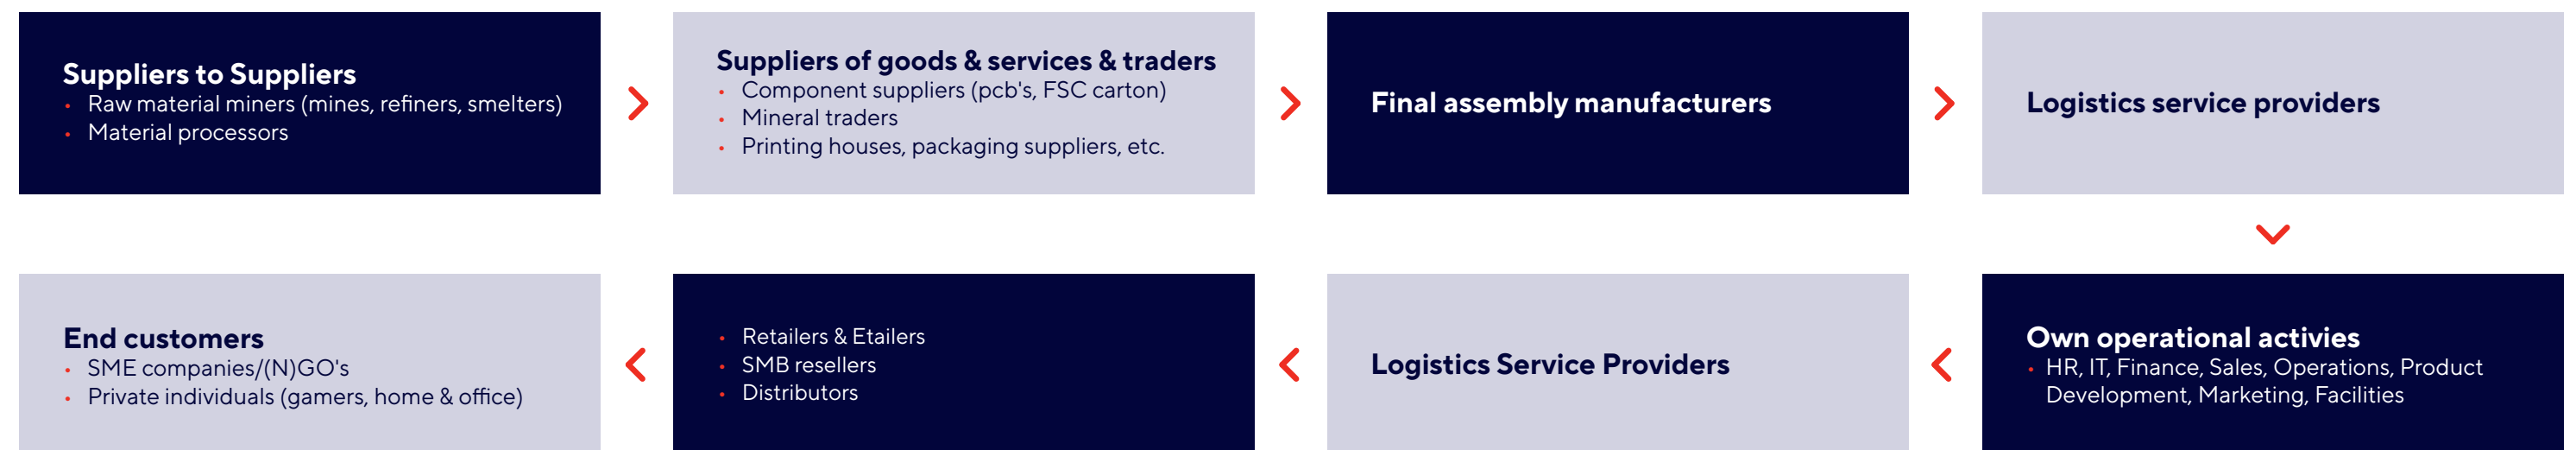 Suppliers to Suppliers
• Raw material miners (mines, refiners, smelters)
• Material processors
Suppliers of goods & services & traders
• Component suppliers (pcb's, FSC carton)
• Mineral traders
• Printing houses, packaging suppliers, etc.
Final assembly manufacturers
Logistics service providers
Own operational activies
• HR, IT, Finance, Sales, Operations, Product
Development, Marketing, Facilities
Logistics Service Providers
• Retailers & Etailers
• SMB resellers
• Distributors
End customers
• SME companies/(N)GO's
• Private individuals (gamers, home & office)